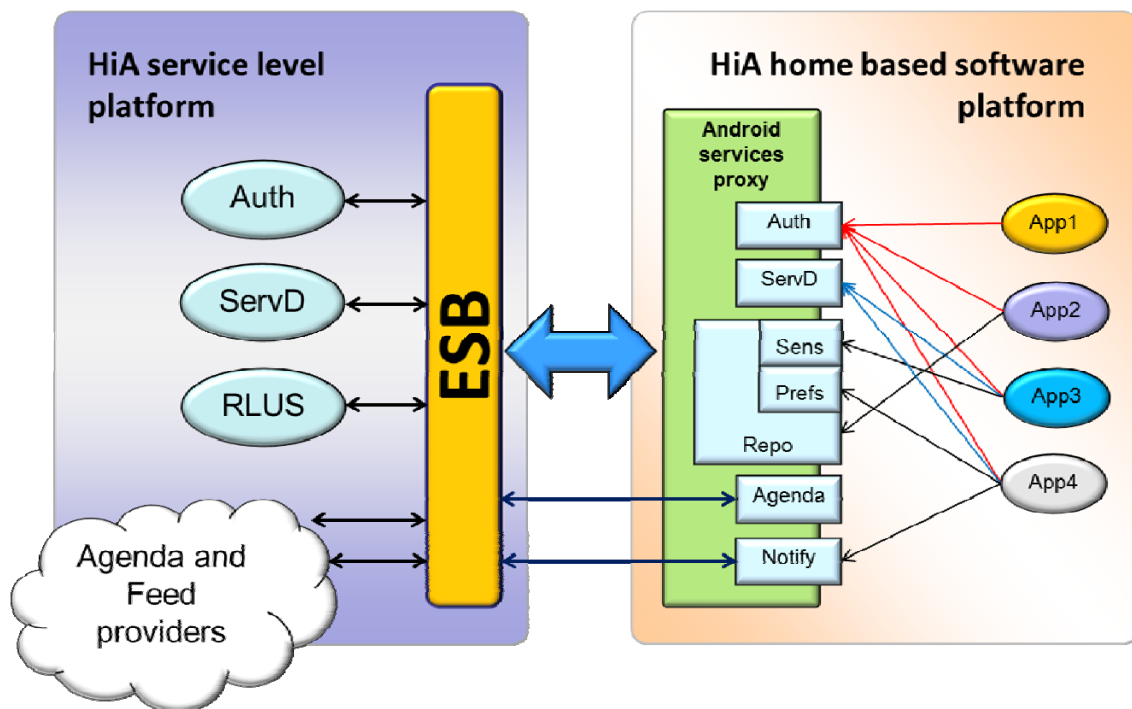 HiA service level
platform
Auth
ServD
RLUS
Agenda and
Feed
providers
ESB
HiA home based software
platform
Android
services
proxy
Auth
ServD
Sens
Prefs
Repo
Agenda
Notify
App1
App2
App3
App4